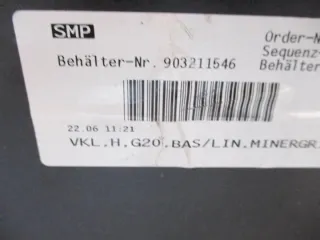 SMP
Order-N
Sequenz-
Behälter-Nr. 903211546
Behälter
22.06 11:21
VKL.H.G20.BAS/LIN.MINERGR.